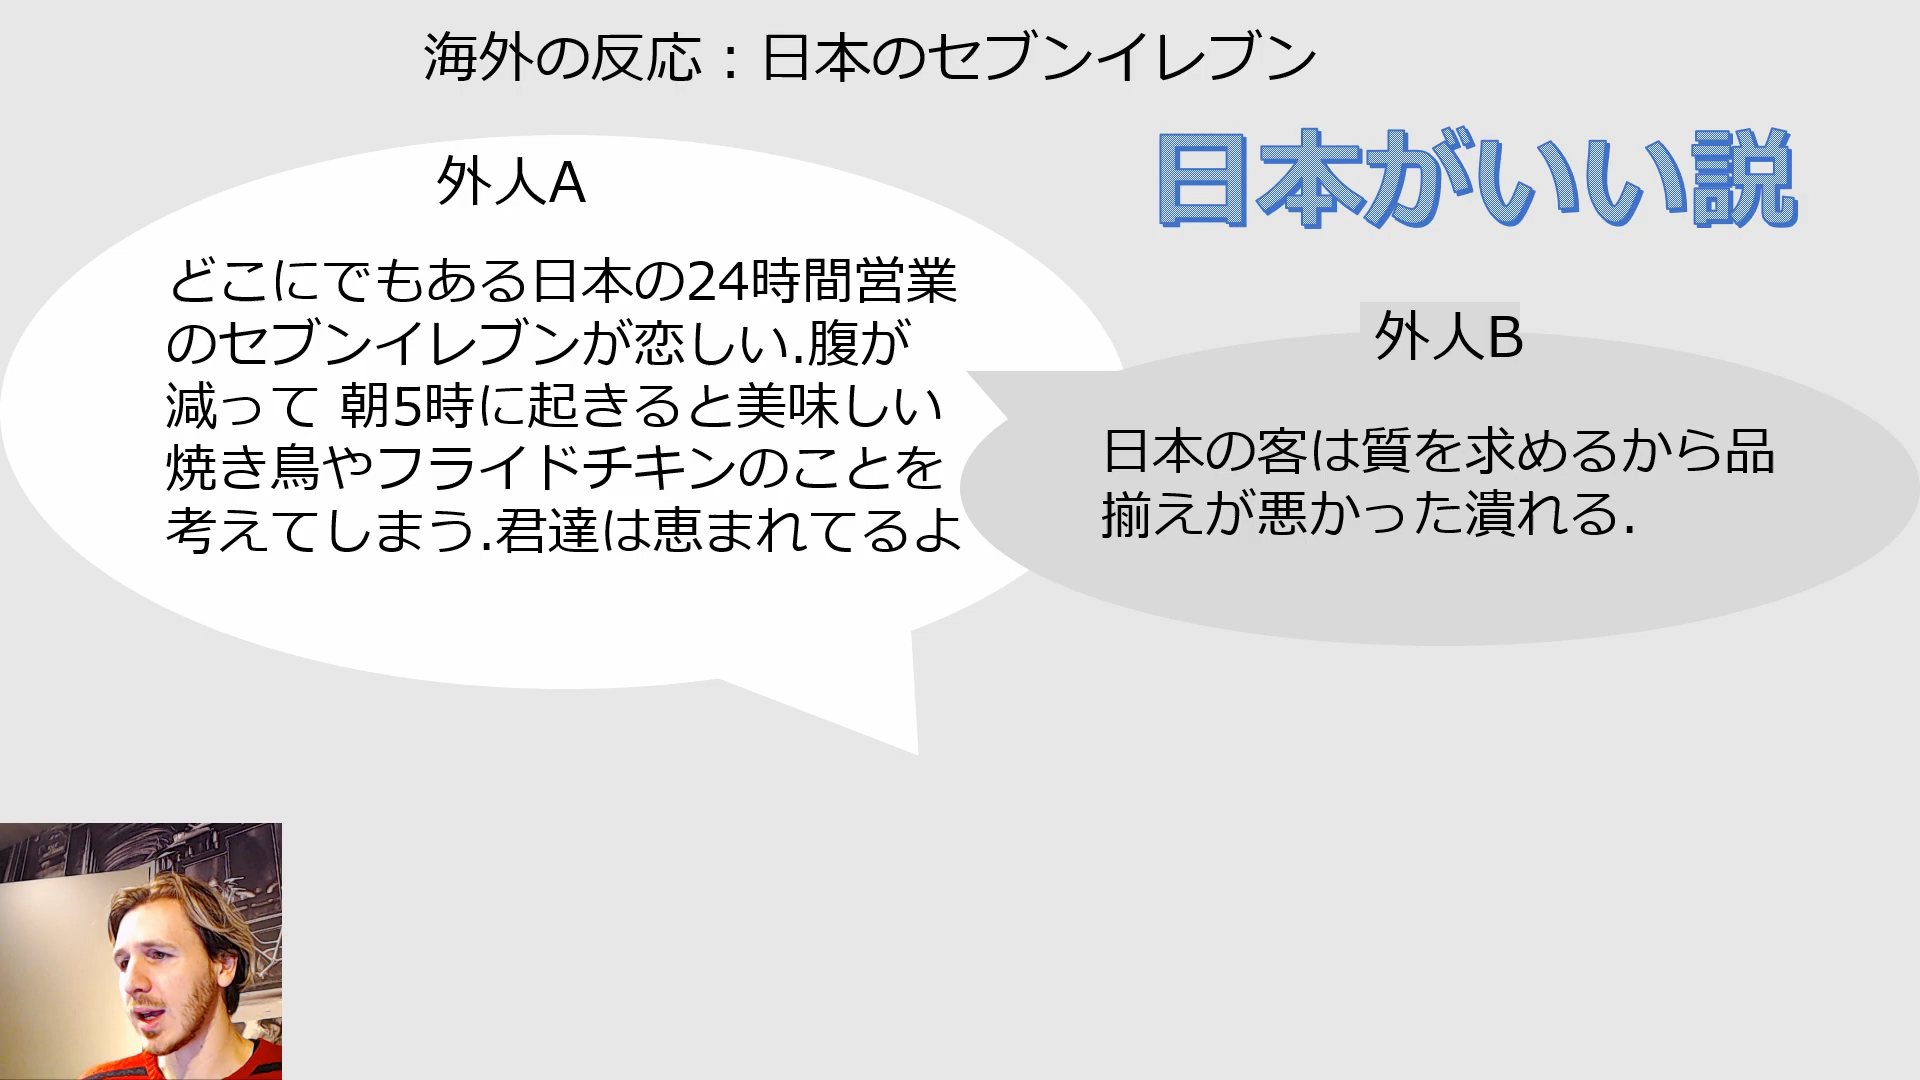 海外の反応：日本のセブンイレブン
日本がいい説
外人A
どこにでもある日本の24時間営業
のセブンイレブンが恋しい.腹が
減って 朝5時に起きると美味しい
焼き鳥やフライドチキンのことを
考えてしまう.君達は恵まれてるよ
外人B
日本の客は質を求めるから品
揃えが悪かった潰れる.